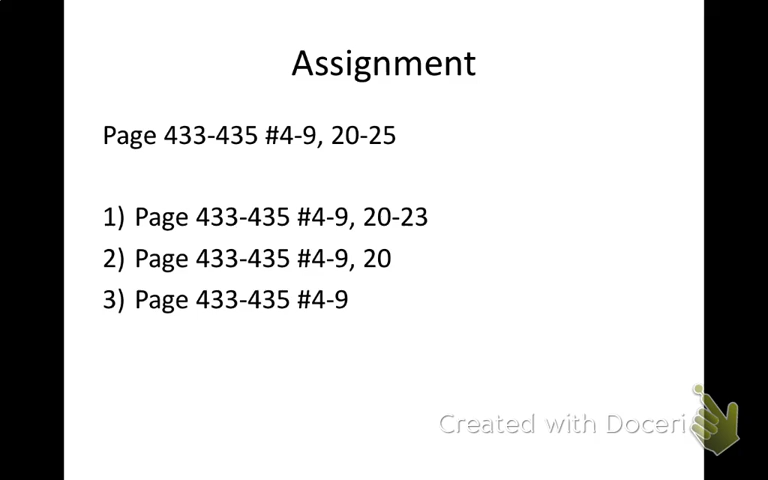 Assignment
Page 433-435 #4-9, 20-25
1) Page 433-435 #4-9, 20-23
2) Page 433-435 #4-9, 20
3) Page 433-435 #4-9
Created with Doceri